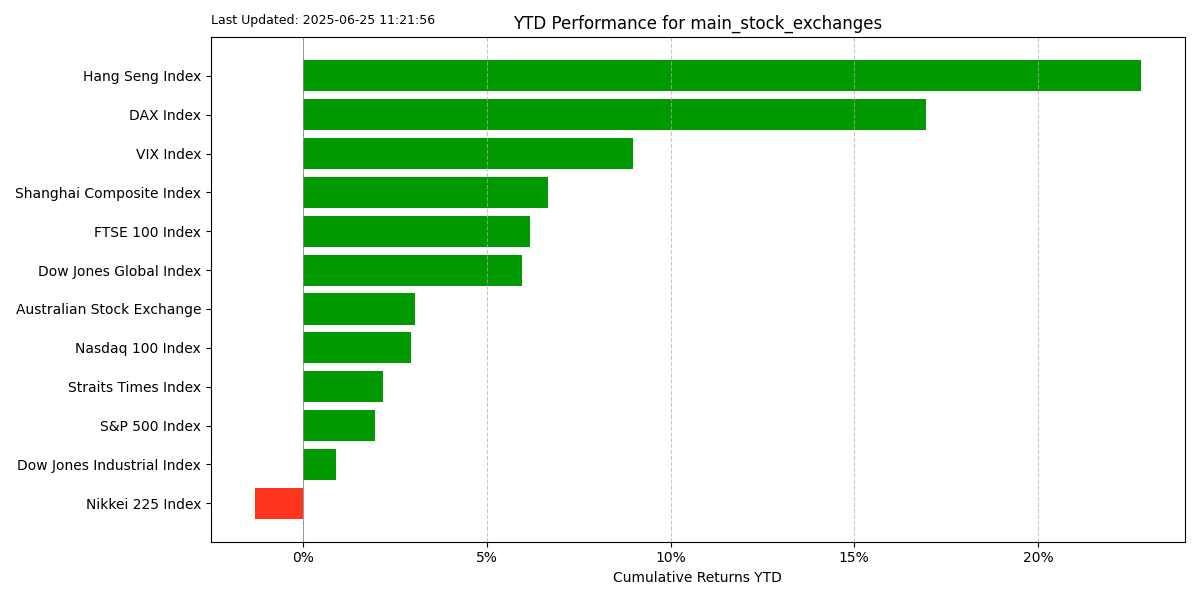 Last Updated: 2025-06-25 11:21:56
YTD Performance for main_stock_exchanges
Hang Seng Index
DAX Index
VIX Index
Shanghai Composite Index
FTSE 100 Index
Dow Jones Global Index
Australian Stock Exchange
Nasdaq 100 Index
Straits Times Index
S&P 500 Index
Dow Jones Industrial Index
Nikkei 225 Index
0% 5% 10% 15% 20%
Cumulative Returns YTD